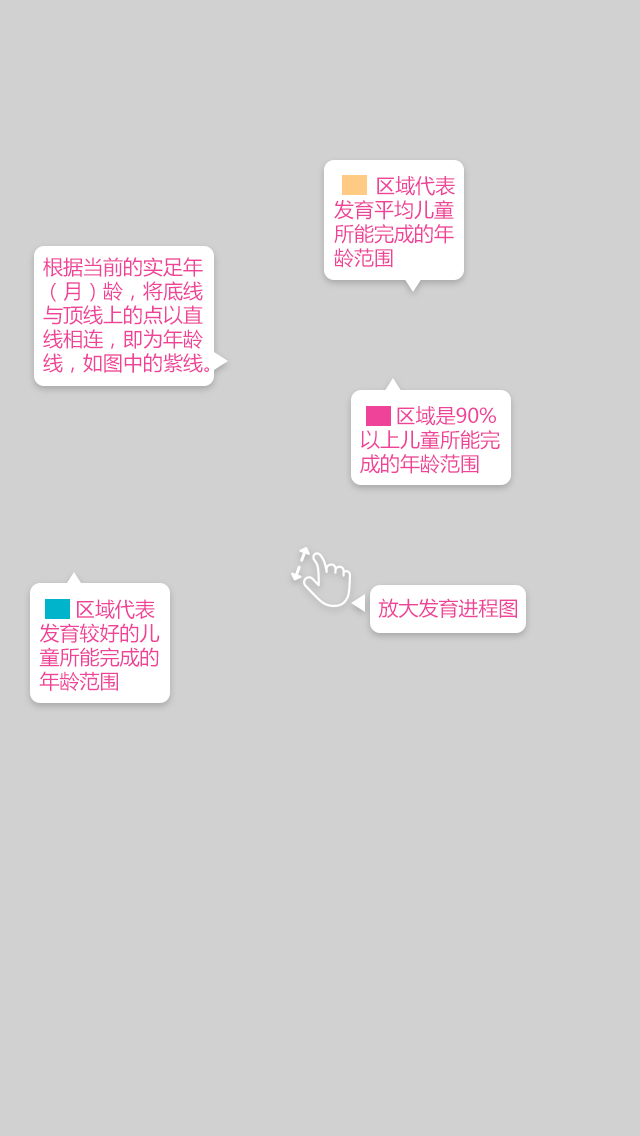 区域代表
发育平均儿童
所能完成的年
龄范围
根据当前的实足年
（月）龄，将底线
与顶线上的点以直
线相连，即为年龄
线，如图中的紫线。
区域是90%
以上儿童所能完
成的年龄范围
区域代表
发育较好的儿
童所能完成的
年龄范围
放大发育进程图